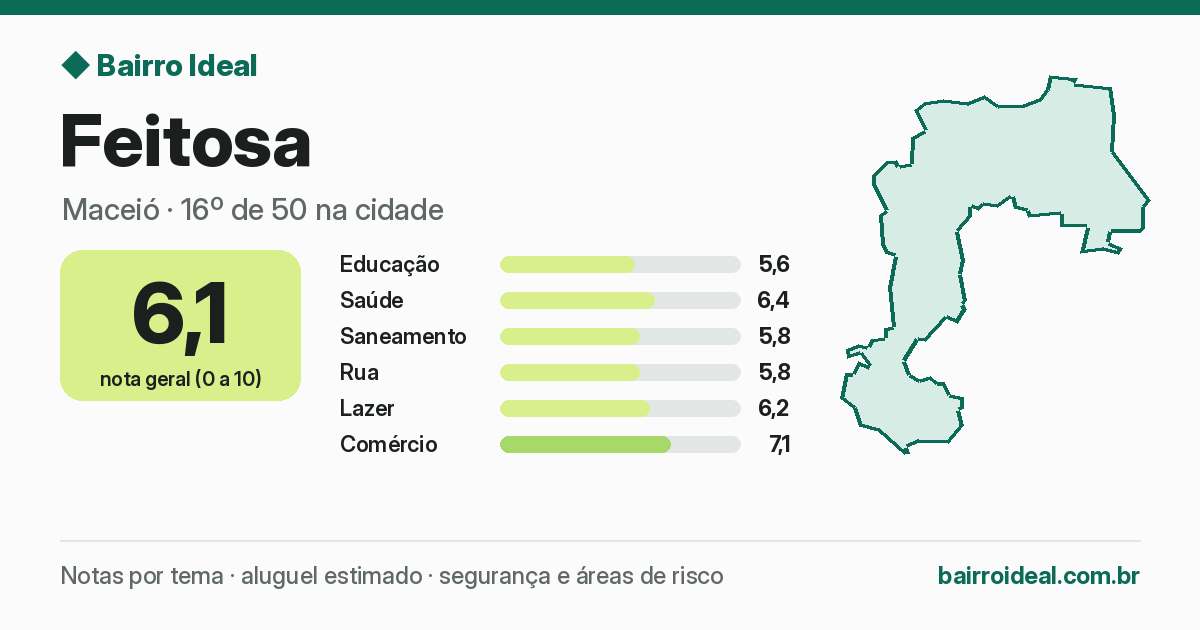 Bairro Ideal
Feitosa
Maceió · 16º de 50 na cidade
6,1
nota geral (0 a 10)
Educação 5,6
Saúde 6,4
Saneamento 5,8
Rua 5,8
Lazer 6,2
Comércio 7,1
Notas por tema · aluguel estimado · segurança e áreas de risco
bairroideal.com.br